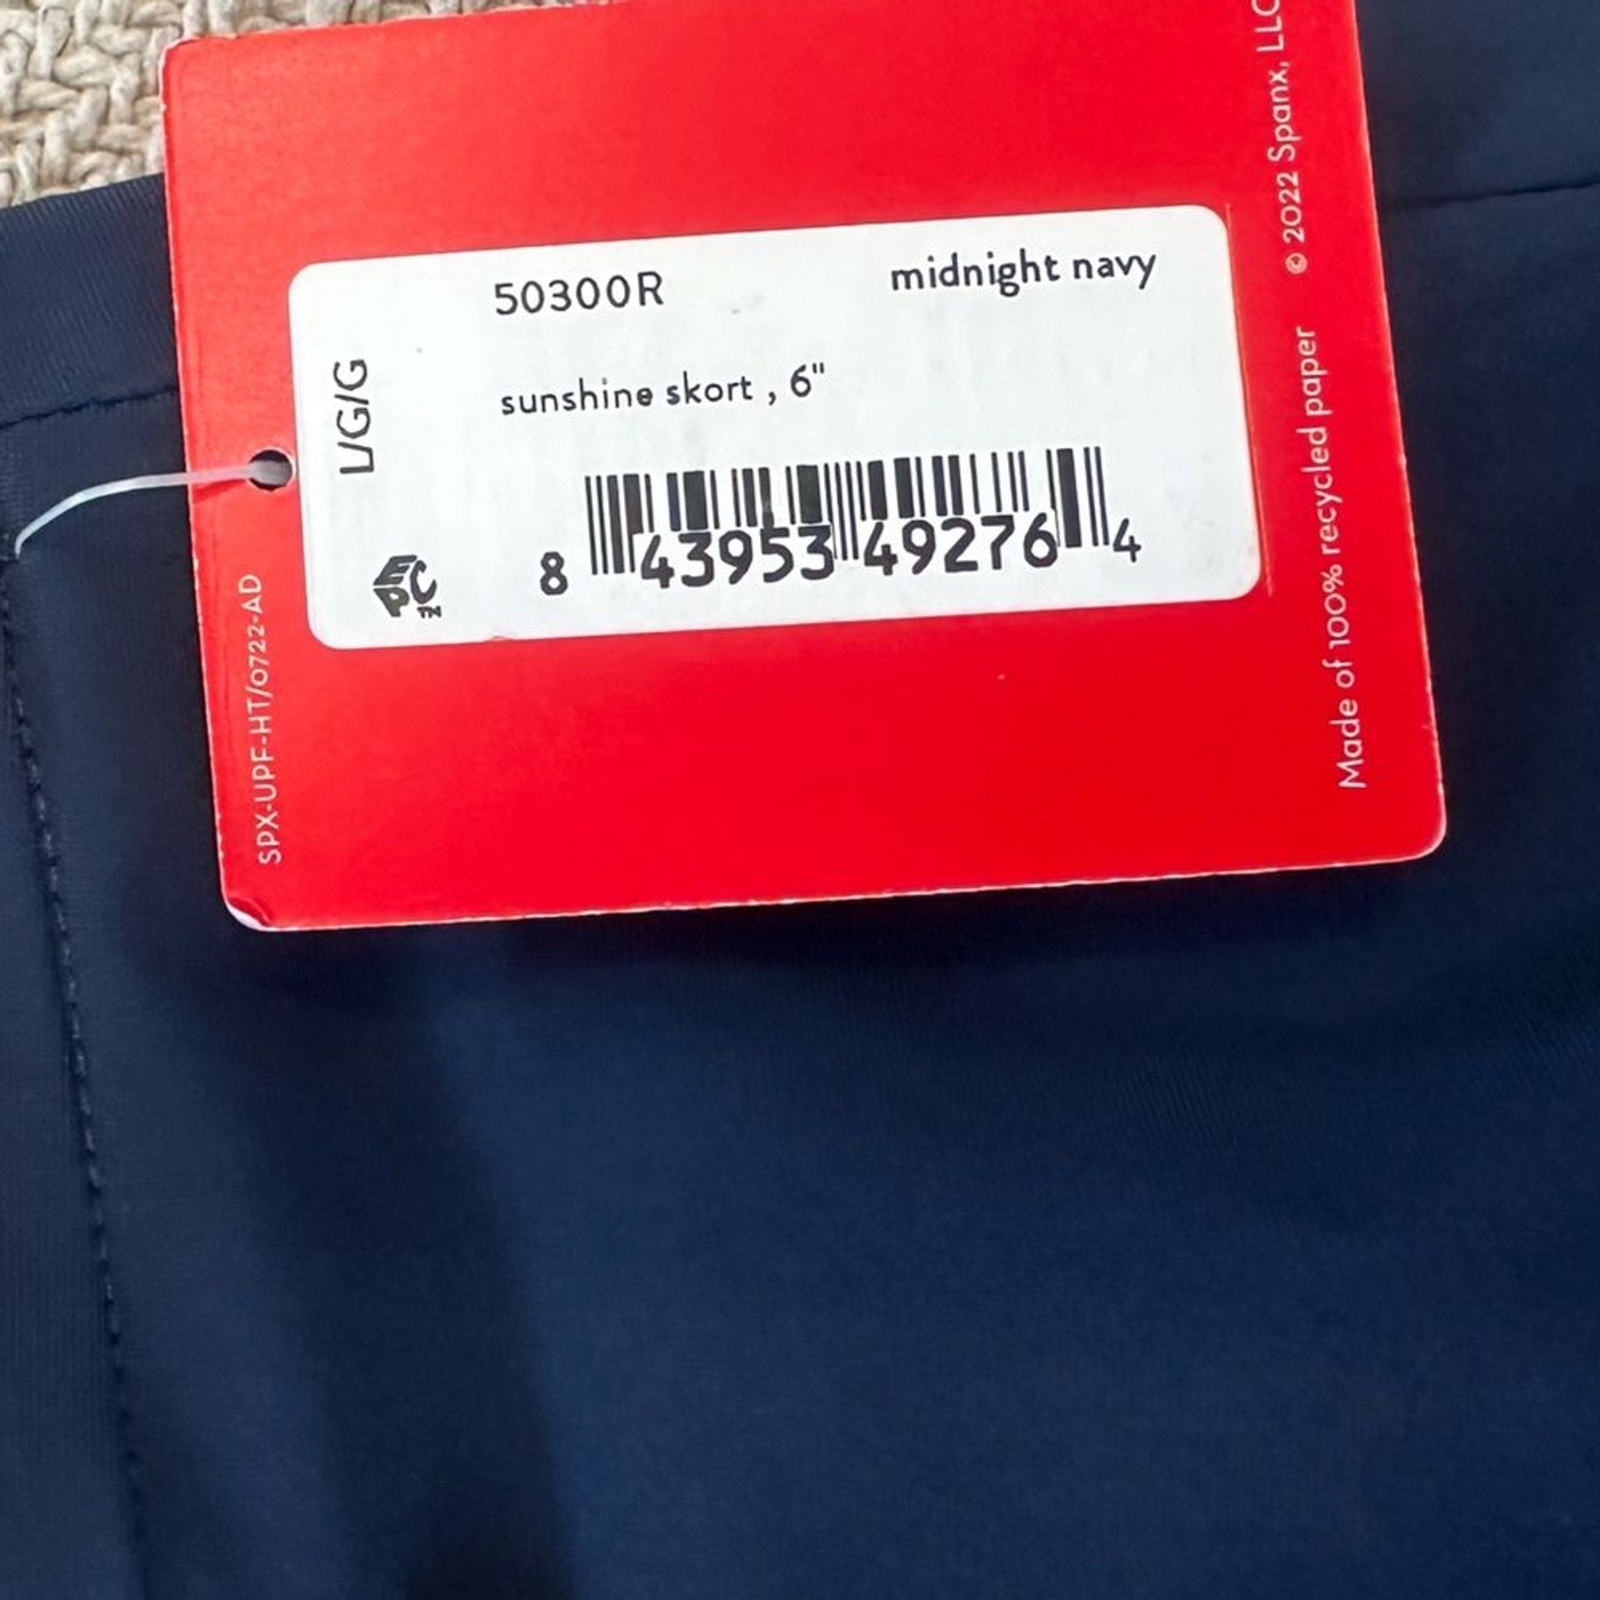 50300R
midnight navy
L/G/G
sunshine skort , 6"
8 43953 49276 4
EPC™
SPX-UPF-HT/0722-AD
Made of 100% recycled paper © 2022 Spanx, LLC